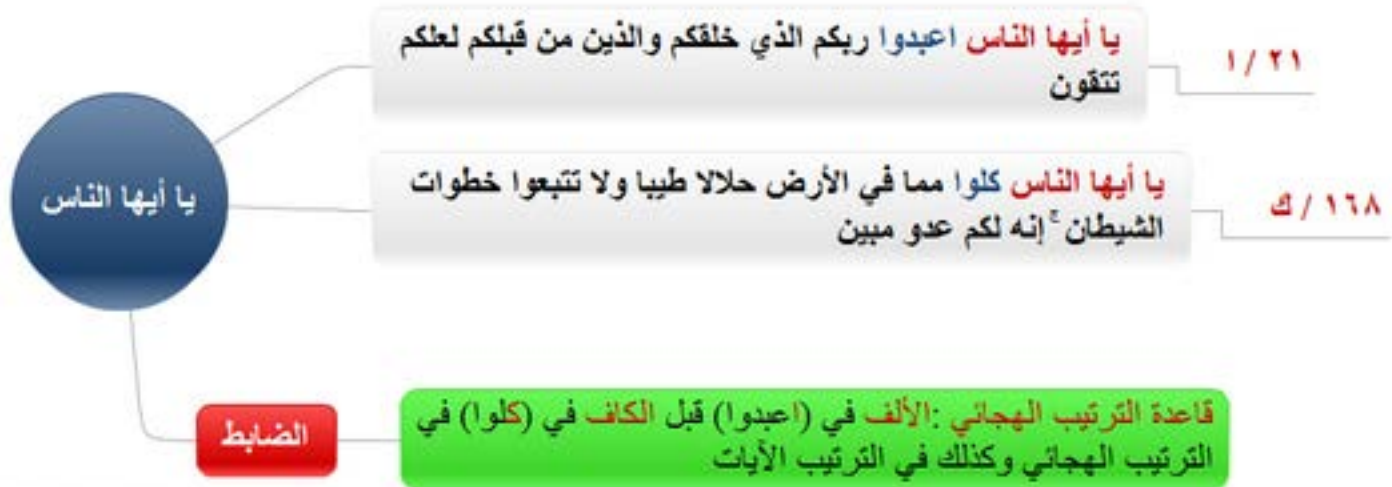 يا أيها الناس اعبدوا ربكم الذي خلقكم والذين من قبلكم لعلكم
تتقون
٢١ / ا
يا أيها الناس
يا أيها الناس كلوا مما في الأرض حلالا طيبا ولا تتبعوا خطوات
الشيطان ۚ إنه لكم عدو مبين
١٦٨ / ك
الضابط
قاعدة الترتيب الهجائي :الألف في (اعبدوا) قبل الكاف في (كلوا) في
الترتيب الهجائي وكذلك في الترتيب الآيات